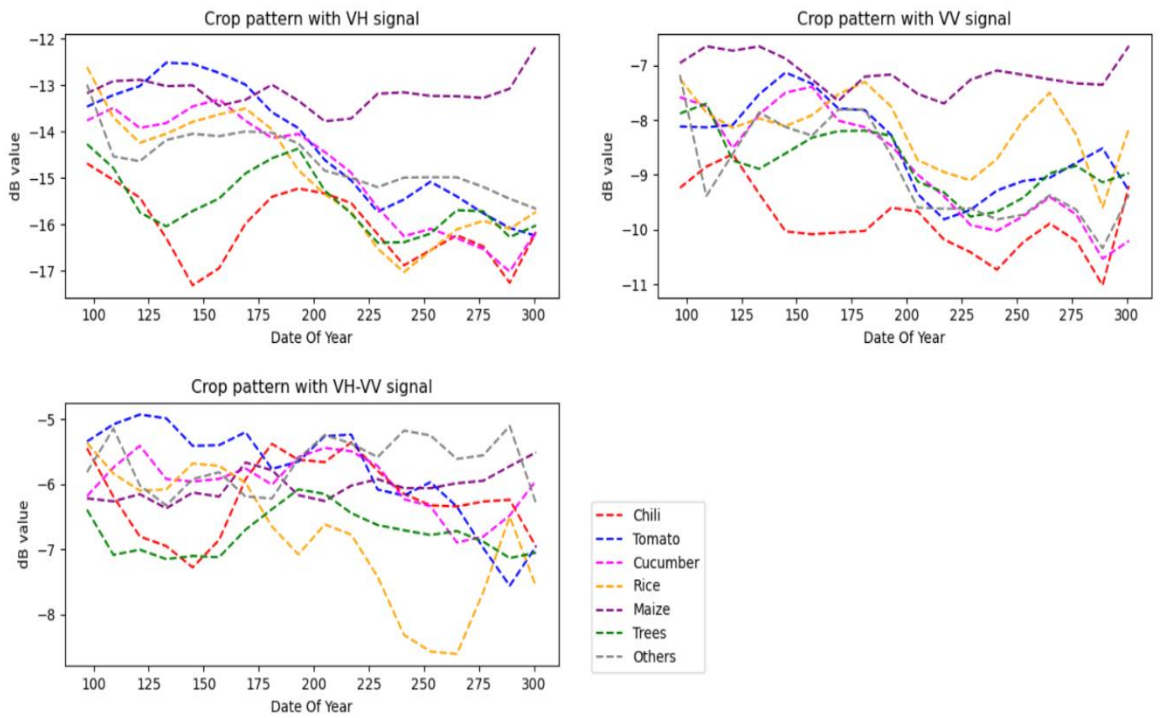 Crop pattern with VH signal
−12
−13
−14
−15
−16
−17
dB value
100 125 150 175 200 225 250 275 300
Date Of Year
Crop pattern with VV signal
−7
−8
−9
−10
−11
dB value
100 125 150 175 200 225 250 275 300
Date Of Year
Crop pattern with VH-VV signal
−5
−6
−7
−8
dB value
100 125 150 175 200 225 250 275 300
Date Of Year
Chili
Tomato
Cucumber
Rice
Maize
Trees
Others